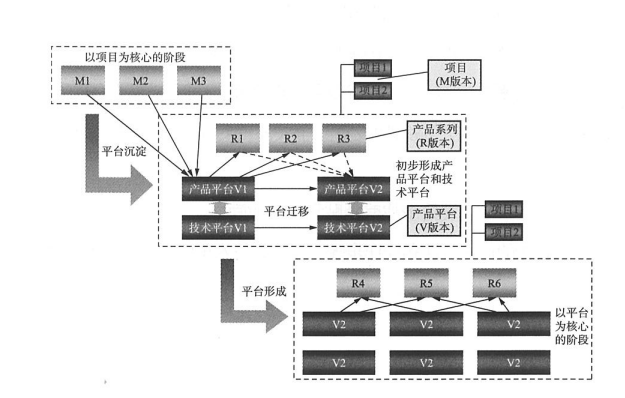 以项目为核心的阶段
M1
M2
M3
项目1
项目2
项目
(M版本)
平台沉淀
R1
R2
R3
产品系列
(R版本)
初步形成产
品平台和技
术平台
产品平台V1
产品平台V2
平台迁移
技术平台V1
技术平台V2
产品平台
(V版本)
项目1
项目2
平台形成
R4
R5
R6
V2
V2
V2
以平台
为核心
的阶段
V2
V2
V2